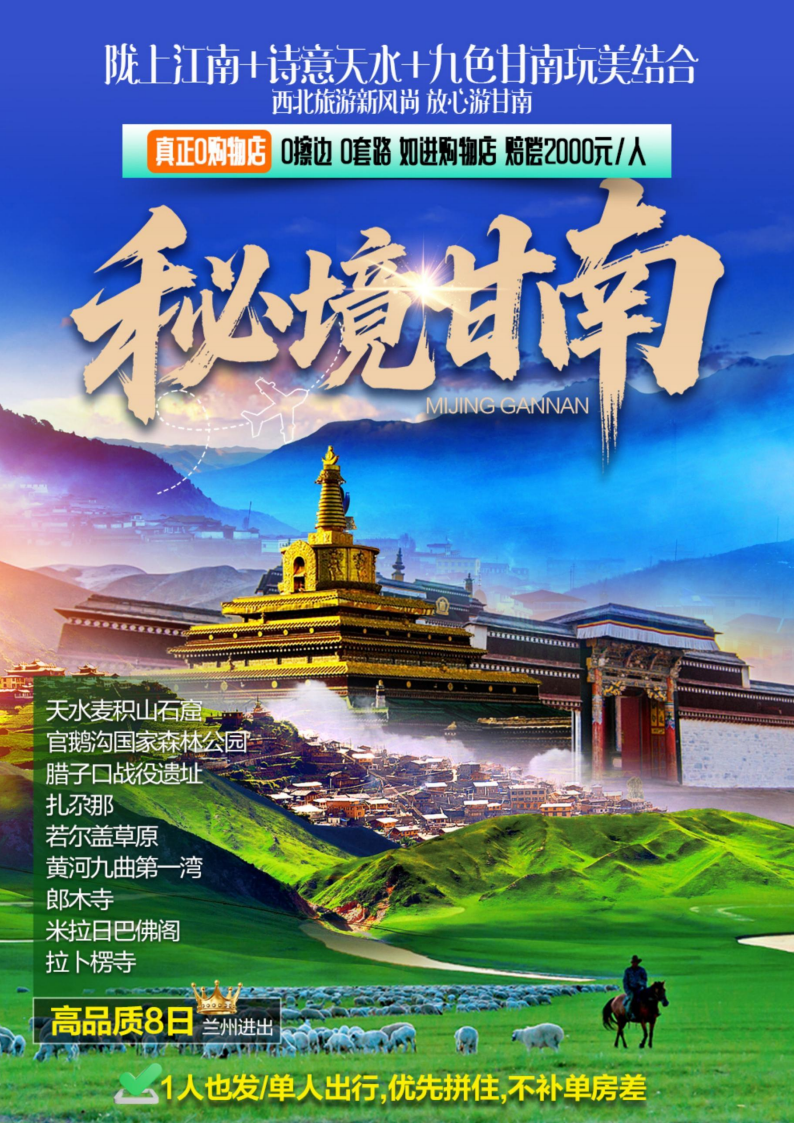 陇上江南+诗意天水+九色甘南玩美结合
西北旅游新风尚 放心游甘南
真正0购物店 0擦边 0套路 如进购物店 赔偿2000元/人
秘境甘南
MIJING GANNAN
天水麦积山石窟
官鹅沟国家森林公园
腊子口战役遗址
扎尕那
若尔盖草原
黄河九曲第一湾
郎木寺
米拉日巴佛阁
拉卜楞寺
高品质8日 兰州进出
1人也发/单人出行,优先拼住,不补单房差